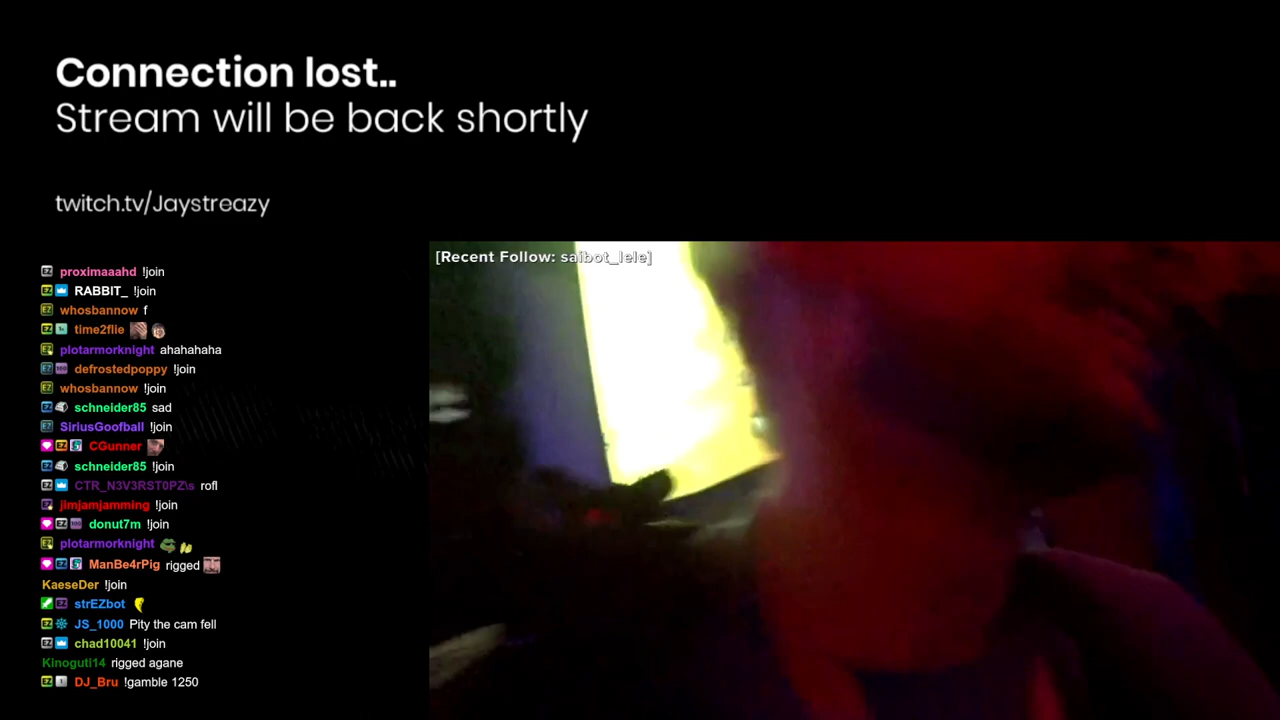 Connection lost..
Stream will be back shortly
twitch.tv/Jaystreazy
[Recent Follow: saibot_lele]
proximaaahd !join
RABBIT_ !join
whosbannow f
time2flie
plotarmorknight ahahahaha
defrostedpoppy !join
whosbannow !join
schneider85 sad
SiriusGoofball !join
CGunner
schneider85 !join
CTR_N3V3RST0PZ\s rofl
jimjamjamming !join
donut7m !join
plotarmorknight
ManBe4rPig rigged
KaeseDer !join
strEZbot
JS_1000 Pity the cam fell
chad10041 !join
Kinoguti14 rigged agane
DJ_Bru !gamble 1250